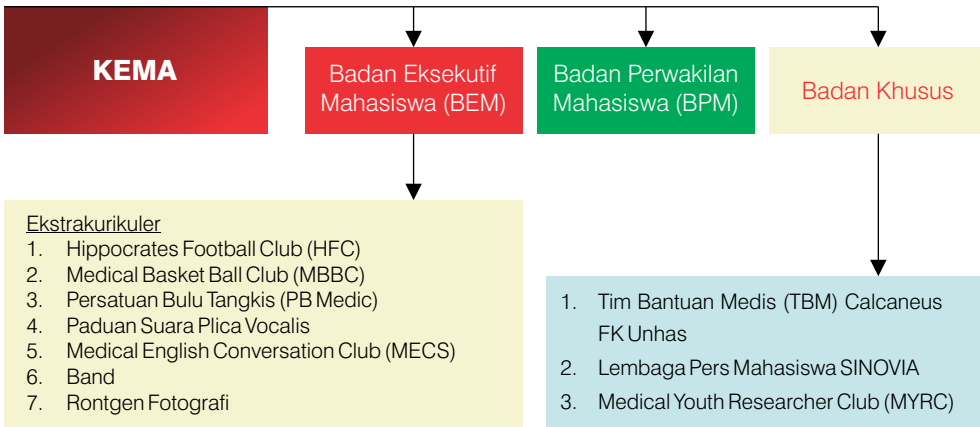 KEMA
Badan Eksekutif
Mahasiswa (BEM)
Badan Perwakilan
Mahasiswa (BPM)
Badan Khusus
Ekstrakurikuler
1. Hippocrates Football Club (HFC)
2. Medical Basket Ball Club (MBBC)
3. Persatuan Bulu Tangkis (PB Medic)
4. Paduan Suara Plica Vocalis
5. Medical English Conversation Club (MECS)
6. Band
7. Rontgen Fotografi
1. Tim Bantuan Medis (TBM) Calcaneus
FK Unhas
2. Lembaga Pers Mahasiswa SINOVIA
3. Medical Youth Researcher Club (MYRC)